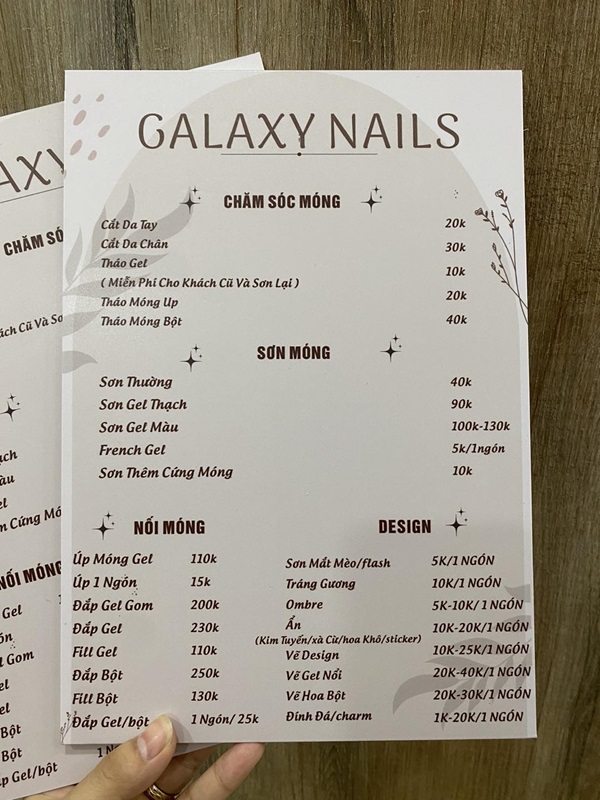 GALAXY NAILS
CHĂM SÓC MÓNG
Cắt Da Tay 20k
Cắt Da Chân 30k
Tháo Gel 10k
( Miễn Phí Cho Khách Cũ Và Sơn Lại )
Tháo Móng Up 20k
Tháo Móng Bột 40k
SƠN MÓNG
Sơn Thường 40k
Sơn Gel Thạch 90k
Sơn Gel Màu 100k-130k
French Gel 5k/1ngón
Sơn Thêm Cứng Móng 10k
NỐI MÓNG
Úp Móng Gel 110k
Úp 1 Ngón 15k
Đắp Gel Gom 200k
Đắp Gel 230k
Fill Gel 110k
Đắp Bột 250k
Fill Bột 130k
Đắp Gel/bột 1 Ngón/ 25k
DESIGN
Sơn Mắt Mèo/flash 5K/1 NGÓN
Tráng Gương 10K/1 NGÓN
Ombre 5K-10K/ 1 NGÓN
Ẩn 10K-20K/1 NGÓN
(Kim Tuyến/xà Cừ/hoa Khô/sticker)
Vẽ Design 10K-25K/1 NGÓN
Vẽ Gel Nổi 20K-40K/1 NGÓN
Vẽ Hoa Bột 20K-30K/1 NGÓN
Đính Đá/charm 1K-20K/1 NGÓN